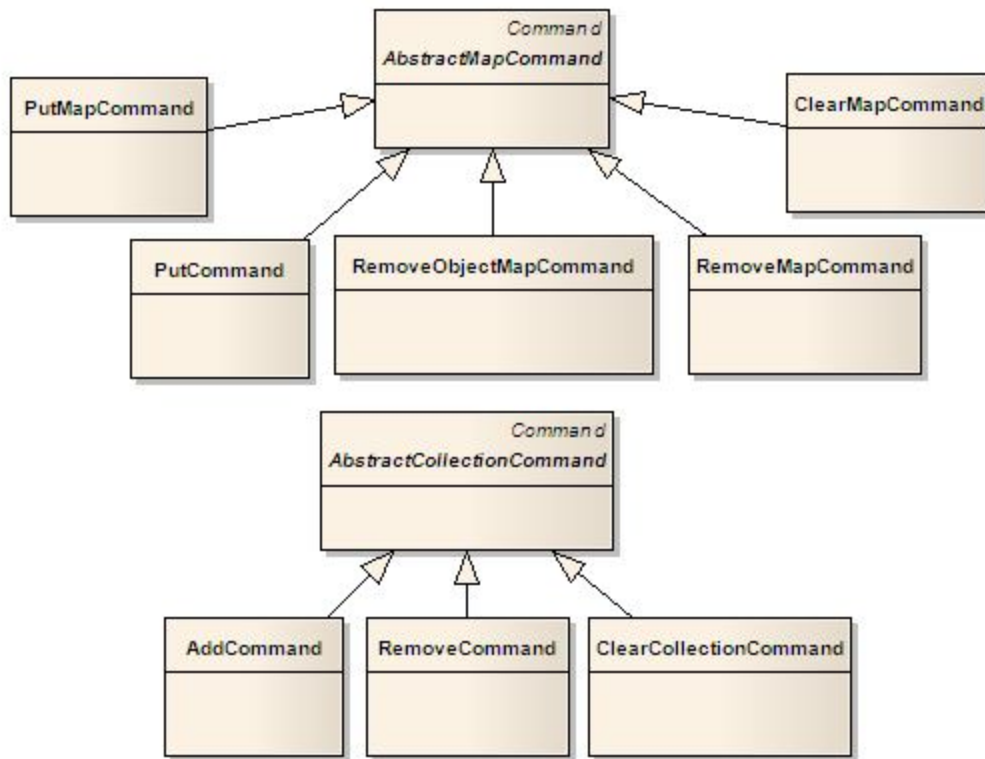 Command
AbstractMapCommand
PutMapCommand
ClearMapCommand
PutCommand
RemoveObjectMapCommand
RemoveMapCommand
Command
AbstractCollectionCommand
AddCommand
RemoveCommand
ClearCollectionCommand